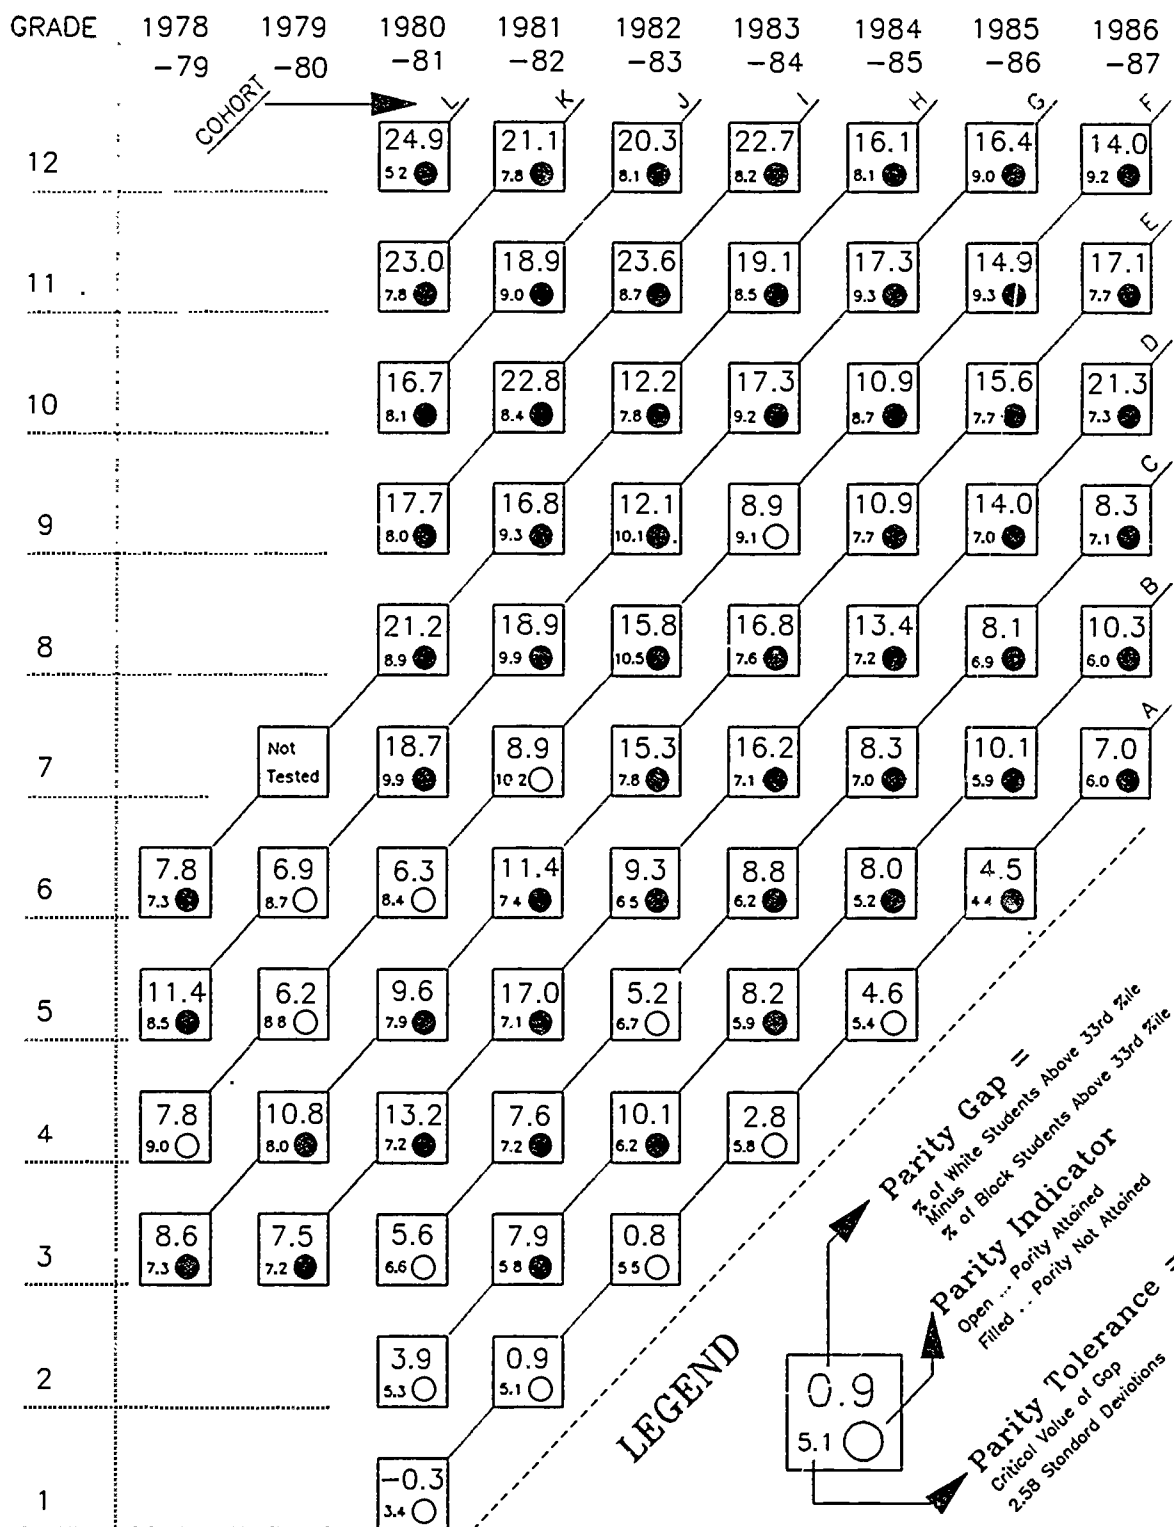 GRADE 1978 1979 1980 1981 1982 1983 1984 1985 1986
-79 -80 -81 -82 -83 -84 -85 -86 -87
COHORT L K J I H G F
12 24.9 21.1 20.3 22.7 16.1 16.4 14.0
5.2 7.8 8.1 8.2 8.1 9.0 9.2
E
11 23.0 18.9 23.6 19.1 17.3 14.9 17.1
7.8 9.0 8.7 8.5 9.3 9.3 7.7
D
10 16.7 22.8 12.2 17.3 10.9 15.6 21.3
8.1 8.4 7.8 9.2 8.7 7.7 7.3
C
9 17.7 16.8 12.1 8.9 10.9 14.0 8.3
8.0 9.3 10.1 9.1 7.7 7.0 7.1
B
8 21.2 18.9 15.8 16.8 13.4 8.1 10.3
8.9 9.9 10.5 7.6 7.2 6.9 6.0
A
7 Not 18.7 8.9 15.3 16.2 8.3 10.1 7.0
Tested 9.9 10.2 7.8 7.1 7.0 5.9 6.0
6 7.8 6.9 6.3 11.4 9.3 8.8 8.0 4.5
7.3 8.7 8.4 7.4 6.5 6.2 5.2 4.4
5 11.4 6.2 9.6 17.0 5.2 8.2 4.6
8.5 8.8 7.9 7.1 6.7 5.9 5.4
4 7.8 10.8 13.2 7.6 10.1 2.8
9.0 8.0 7.2 7.2 6.2 5.8
3 8.6 7.5 5.6 7.9 0.8
7.3 7.2 6.6 5.8 5.5
2 3.9 0.9
5.3 5.1
1 -0.3
3.4
LEGEND
0.9
5.1
Parity Gap =
% of White Students Above 33rd %ile
Minus
% of Black Students Above 33rd %ile
Parity Indicator
Open ... Parity Attained
Filled .. Parity Not Attained
Parity Tolerance =
Critical Value of Gap
2.58 Standard Deviations